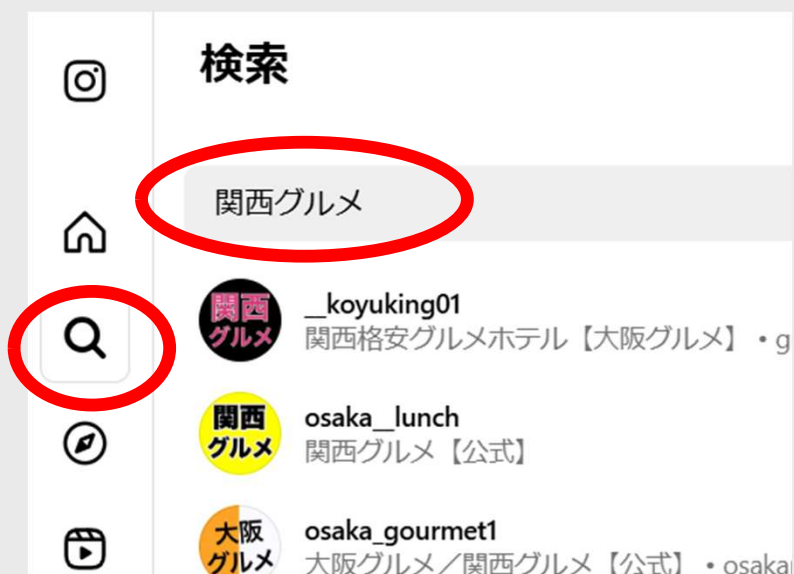 検索
関西グルメ
関西
グルメ
__koyuking01
関西格安グルメホテル【大阪グルメ】 • g
関西
グルメ
osaka__lunch
関西グルメ【公式】
大阪
グルメ
osaka_gourmet1
大阪グルメ／関西グルメ【公式】 • osaka